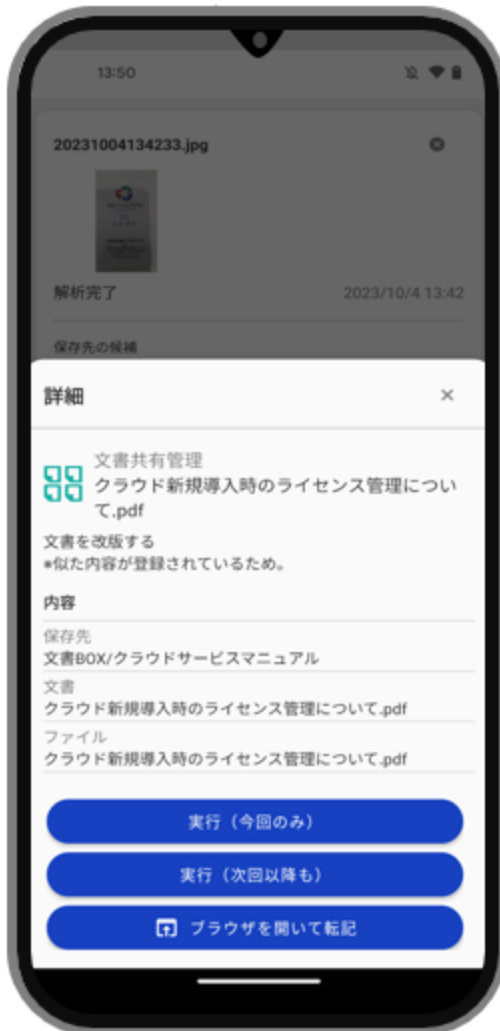 13:50
20231004134233.jpg
解析完了
2023/10/4 13:42
保存先の候補
詳細
文書共有管理
クラウド新規導入時のライセンス管理につい
て.pdf
文書を改版する
*似た内容が登録されているため。
内容
保存先
文書BOX/クラウドサービスマニュアル
文書
クラウド新規導入時のライセンス管理について.pdf
ファイル
クラウド新規導入時のライセンス管理について.pdf
実行（今回のみ）
実行（次回以降も）
ブラウザを開いて転記